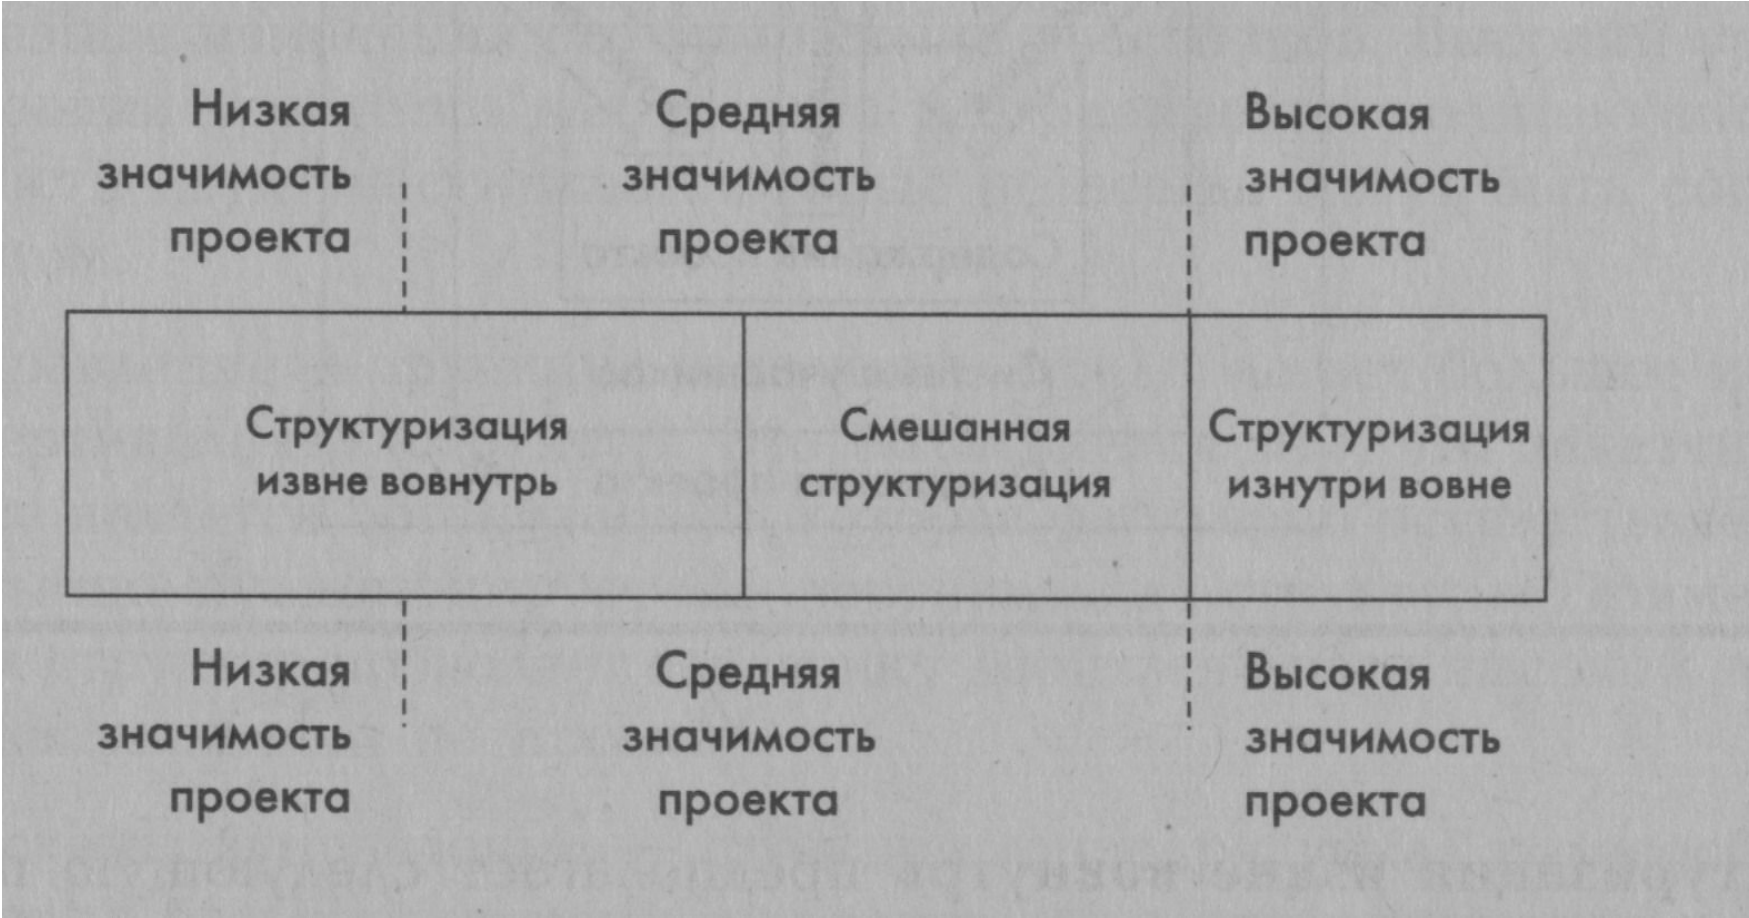 Низкая
значимость
проекта
Средняя
значимость
проекта
Высокая
значимость
проекта
Структуризация
извне вовнутрь
Смешанная
структуризация
Структуризация
изнутри вовне
Низкая
значимость
проекта
Средняя
значимость
проекта
Высокая
значимость
проекта